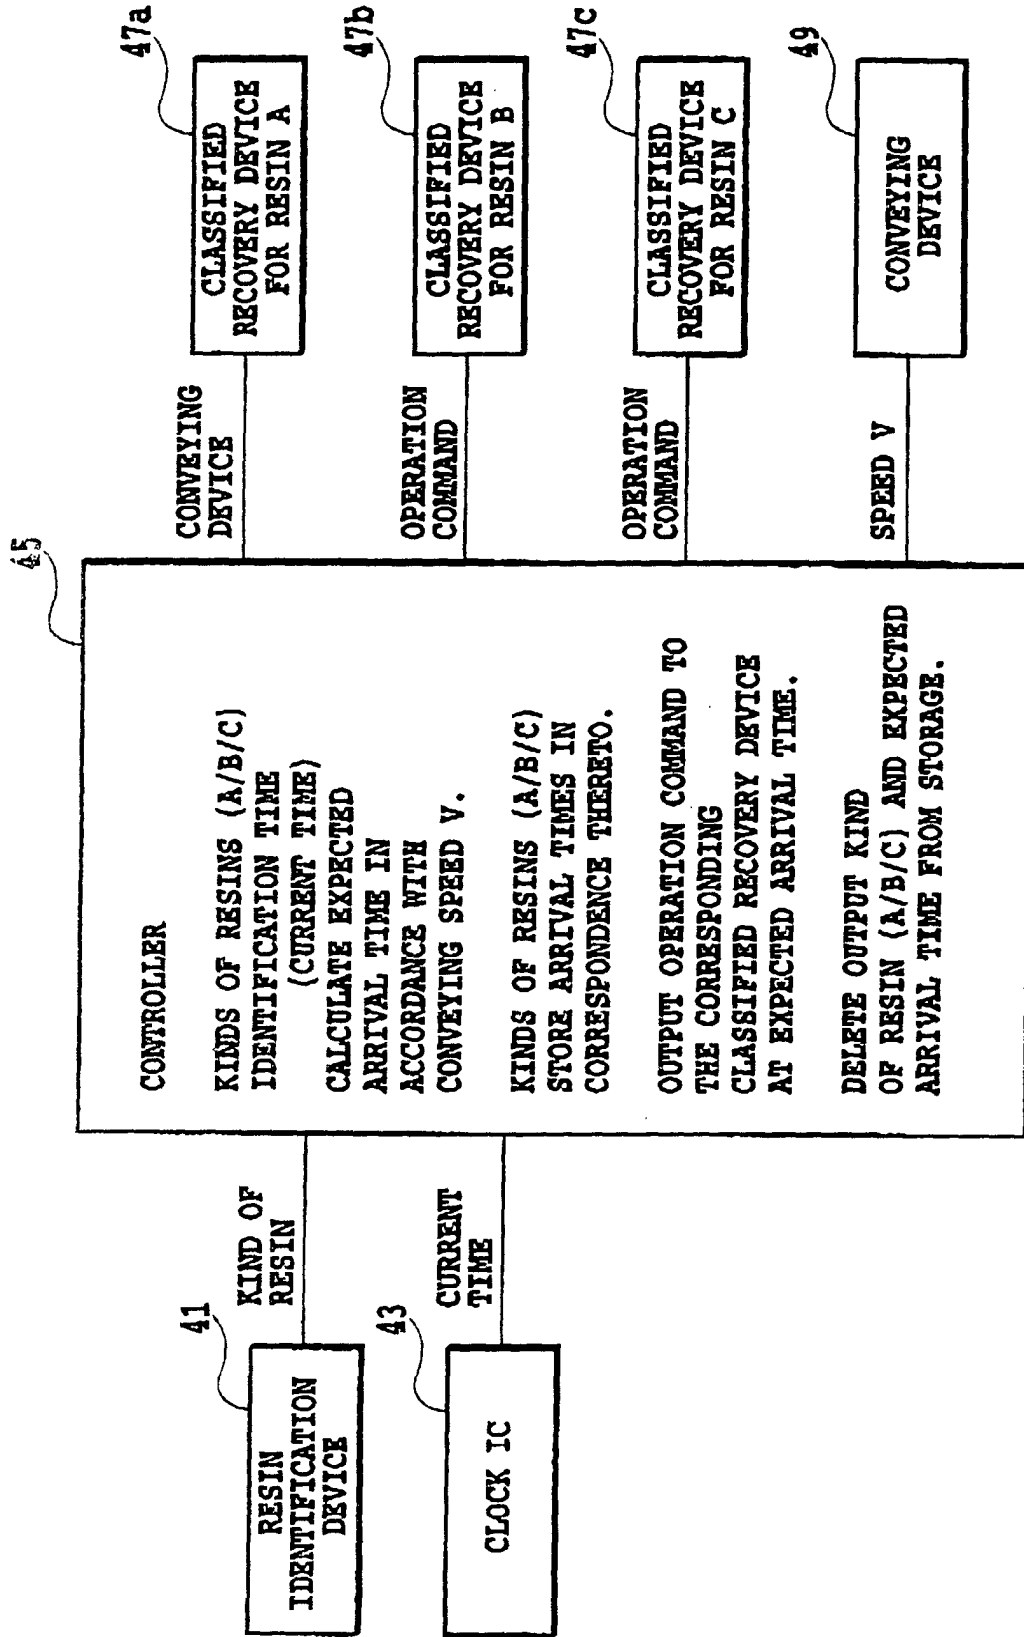 41
RESIN
IDENTIFICATION
DEVICE
KIND OF
RESIN
43
CLOCK IC
CURRENT
TIME
45
CONTROLLER
KINDS OF RESINS (A/B/C)
IDENTIFICATION TIME
(CURRENT TIME)
CALCULATE EXPECTED
ARRIVAL TIME IN
ACCORDANCE WITH
CONVEYING SPEED V.
KINDS OF RESINS (A/B/C)
STORE ARRIVAL TIMES IN
CORRESPONDENCE THERETO.
OUTPUT OPERATION COMMAND TO
THE CORRESPONDING
CLASSIFIED RECOVERY DEVICE
AT EXPECTED ARRIVAL TIME.
DELETE OUTPUT KIND
OF RESIN (A/B/C) AND EXPECTED
ARRIVAL TIME FROM STORAGE.
CONVEYING
DEVICE
47a
CLASSIFIED
RECOVERY DEVICE
FOR RESIN A
OPERATION
COMMAND
47b
CLASSIFIED
RECOVERY DEVICE
FOR RESIN B
OPERATION
COMMAND
47c
CLASSIFIED
RECOVERY DEVICE
FOR RESIN C
SPEED V
49
CONVEYING
DEVICE